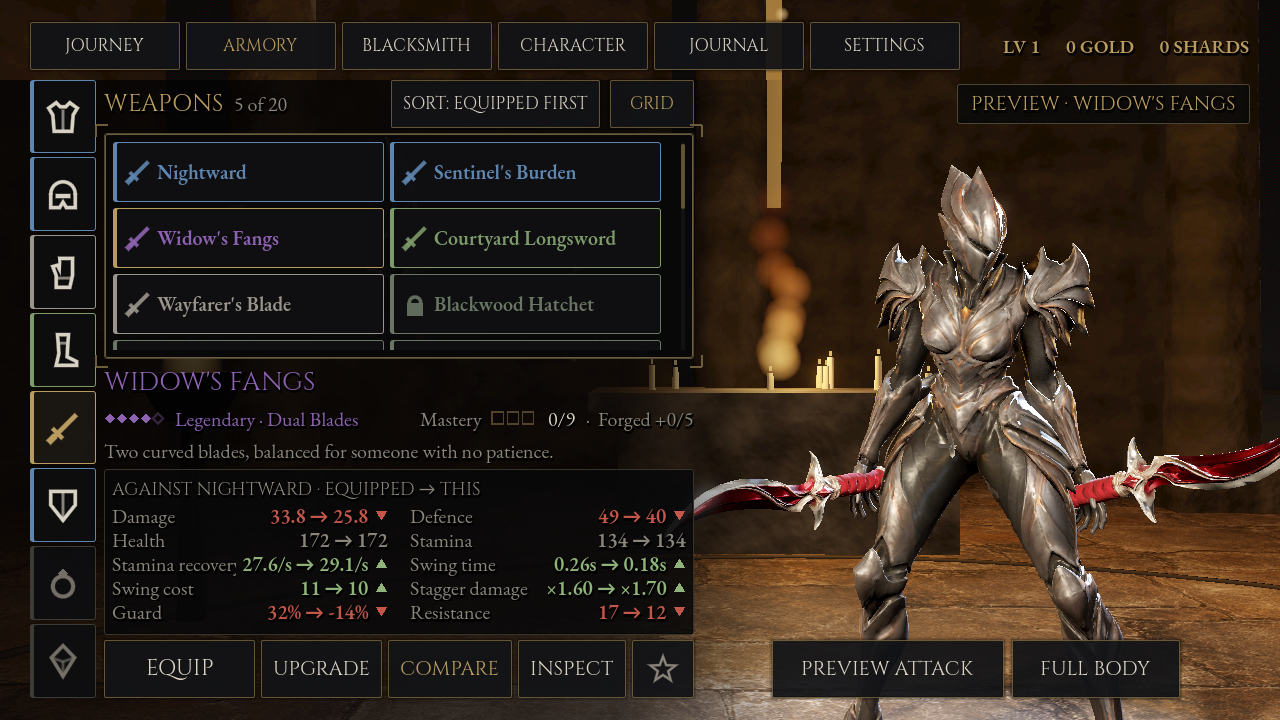 JOURNEY ARMORY BLACKSMITH CHARACTER JOURNAL SETTINGS LV 1 0 GOLD 0 SHARDS
WEAPONS 5 of 20 SORT: EQUIPPED FIRST GRID
PREVIEW · WIDOW'S FANGS
Nightward Sentinel's Burden
Widow's Fangs Courtyard Longsword
Wayfarer's Blade Blackwood Hatchet
WIDOW'S FANGS
Legendary · Dual Blades Mastery 0/9 · Forged +0/5
Two curved blades, balanced for someone with no patience.
AGAINST NIGHTWARD · EQUIPPED → THIS
Damage 33.8 → 25.8 ▼ Defence 49 → 40 ▼
Health 172 → 172 Stamina 134 → 134
Stamina recover 27.6/s → 29.1/s ▲ Swing time 0.26s → 0.18s ▲
Swing cost 11 → 10 ▲ Stagger damage ×1.60 → ×1.70 ▲
Guard 32% → -14% ▼ Resistance 17 → 12 ▼
EQUIP UPGRADE COMPARE INSPECT PREVIEW ATTACK FULL BODY